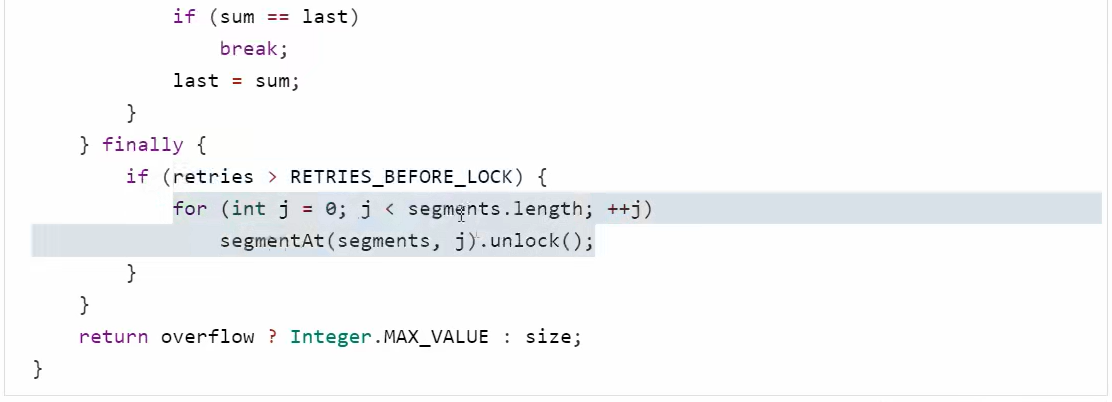 if (sum == last)
break;
last = sum;
}
} finally {
if (retries > RETRIES_BEFORE_LOCK) {
for (int j = 0; j < segments.length; ++j)
segmentAt(segments, j).unlock();
}
}
return overflow ? Integer.MAX_VALUE : size;
}